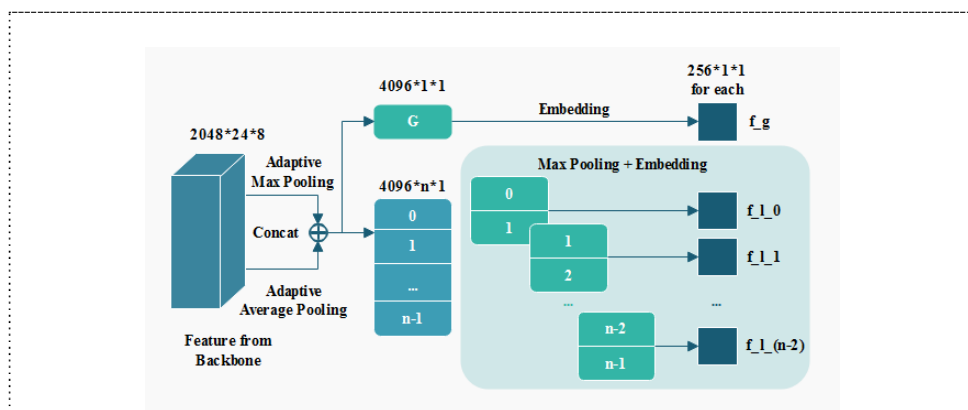 4096*1*1
256*1*1
for each
G
Embedding
f_g
2048*24*8
Adaptive
Max Pooling
4096*n*1
Max Pooling + Embedding
0
1
...
n-1
Concat
0
1
f_l_0
1
2
f_l_1
...
...
Adaptive
Average Pooling
n-2
n-1
f_l_(n-2)
Feature from
Backbone